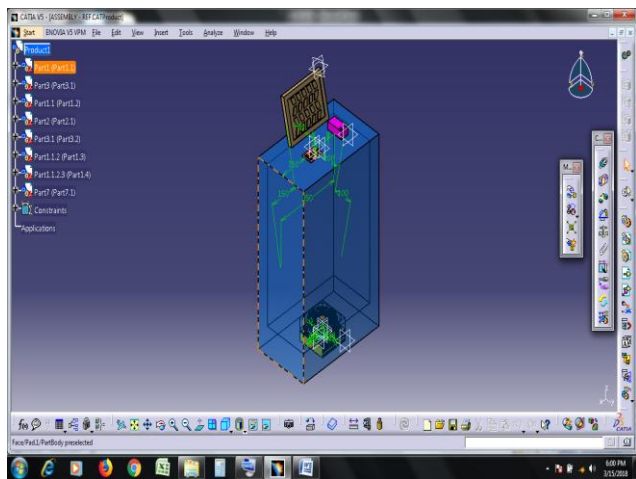 CATIA V5 - [ASSEMBLY - REF.CATProduct]
Start ENOVIA V5 VPM File Edit View Insert Tools Analyze Window Help
Product1
Part1 (Part1.1)
Part3 (Part3.1)
Part1.1 (Part1.2)
Part2 (Part2.1)
Part3.1 (Part3.2)
Part1.1.2 (Part1.3)
Part1.1.2.3 (Part1.4)
Part7 (Part7.1)
Constraints
Applications
C...
M...
150
100
CATIA
Face/Pad.1/PartBody preselected
6:00 PM
3/15/2018